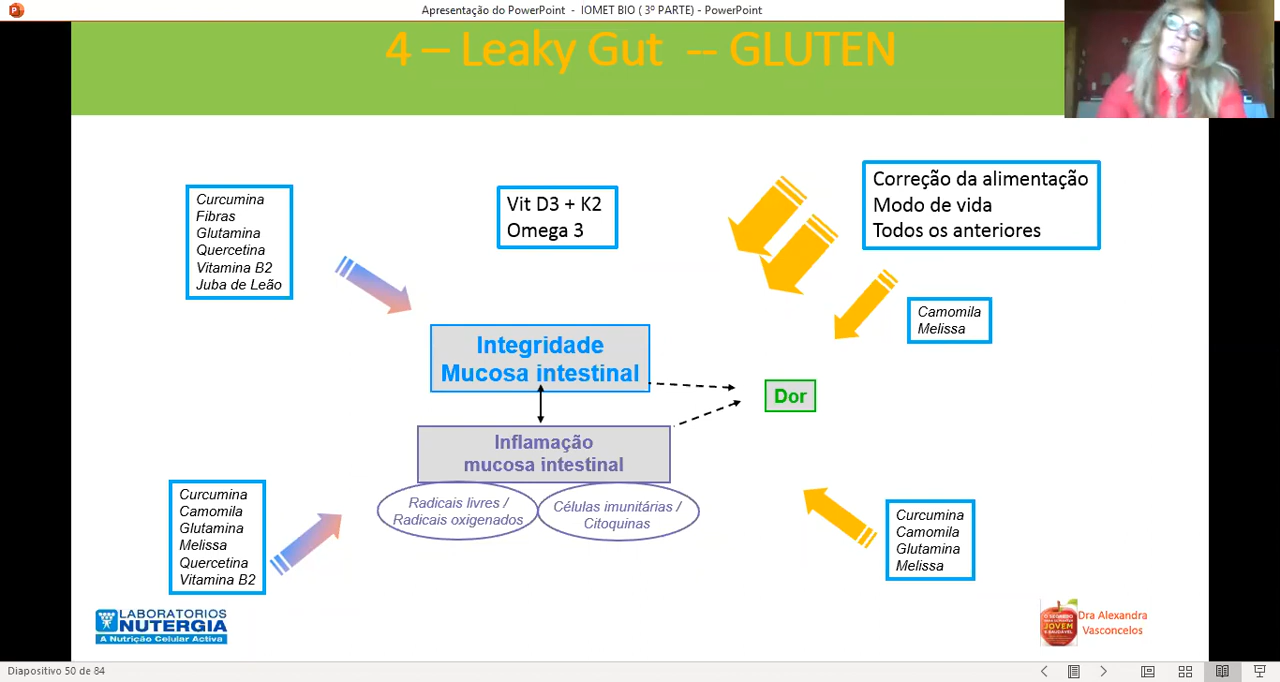 Apresentação do PowerPoint - IOMET BIO ( 3º PARTE) - PowerPoint
4 – Leaky Gut -- GLUTEN
Curcumina
Fibras
Glutamina
Quercetina
Vitamina B2
Juba de Leão
Vit D3 + K2
Omega 3
Correção da alimentação
Modo de vida
Todos os anteriores
Camomila
Melissa
Integridade
Mucosa intestinal
Dor
Inflamação
mucosa intestinal
Radicais livres /
Radicais oxigenados
Células imunitárias /
Citoquinas
Curcumina
Camomila
Glutamina
Melissa
Quercetina
Vitamina B2
Curcumina
Camomila
Glutamina
Melissa
LABORATORIOS
NUTERGIA
A Nutrição Celular Activa
JOVEM
Dra Alexandra
Vasconcelos
Diapositivo 50 de 84